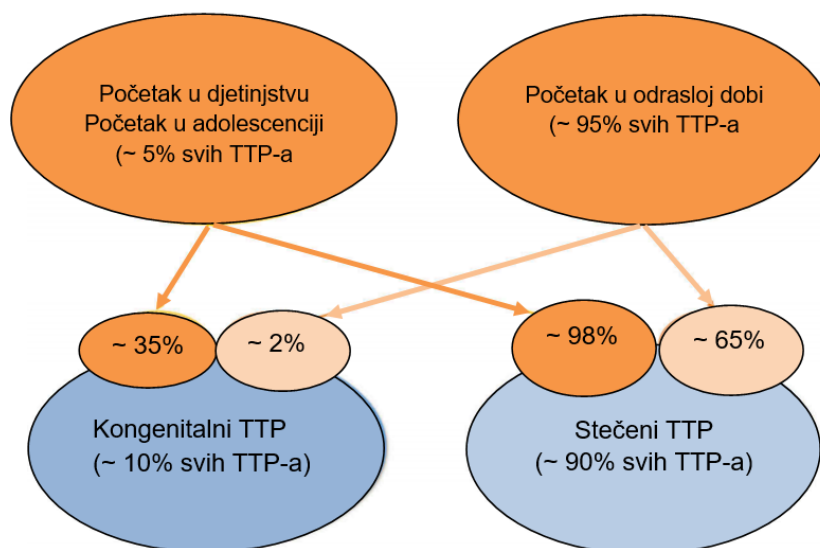 Početak u djetinjstvu
Početak u adolescenciji
(~ 5% svih TTP-a
Početak u odrasloj dobi
(~ 95% svih TTP-a
~ 35%
~ 2%
~ 98%
~ 65%
Kongenitalni TTP
(~ 10% svih TTP-a)
Stečeni TTP
(~ 90% svih TTP-a)